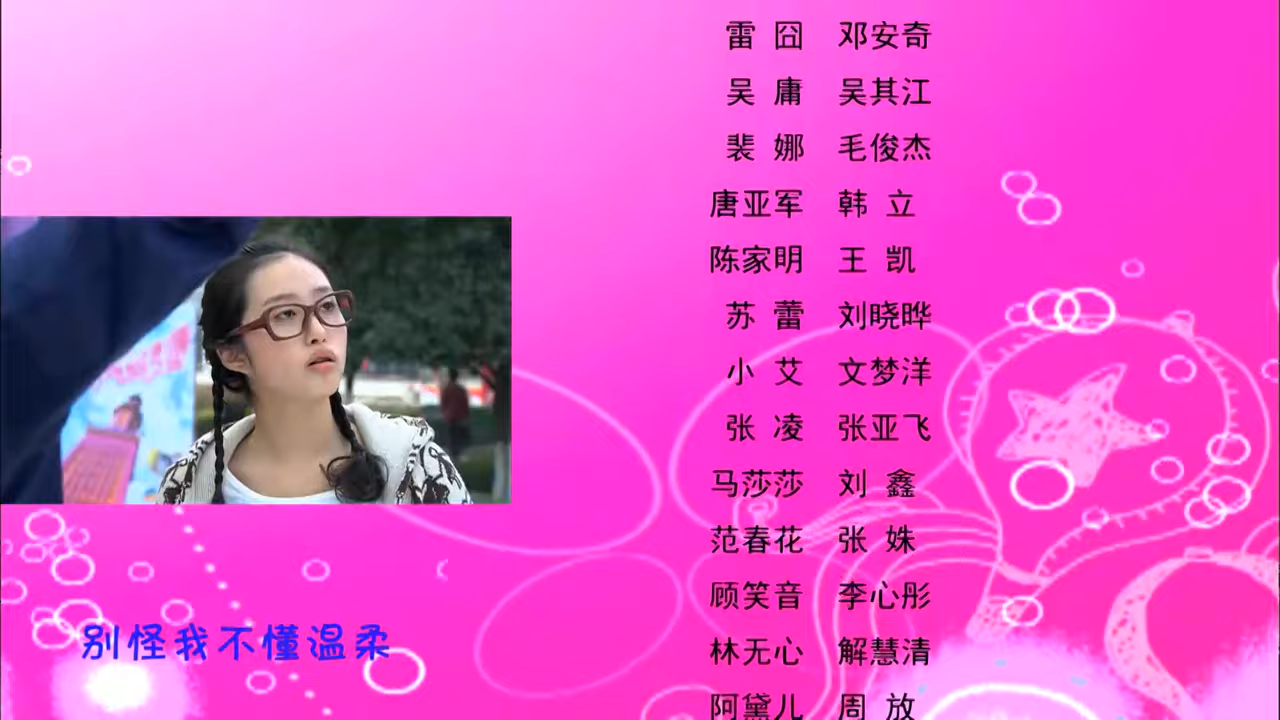 雷 囧 邓安奇
吴 庸 吴其江
裴 娜 毛俊杰
唐亚军 韩 立
陈家明 王 凯
苏 蕾 刘晓晔
小 艾 文梦洋
张 凌 张亚飞
马莎莎 刘 鑫
范春花 张 姝
顾笑音 李心彤
林无心 解慧清
阿黛儿 周 放
别怪我不懂温柔